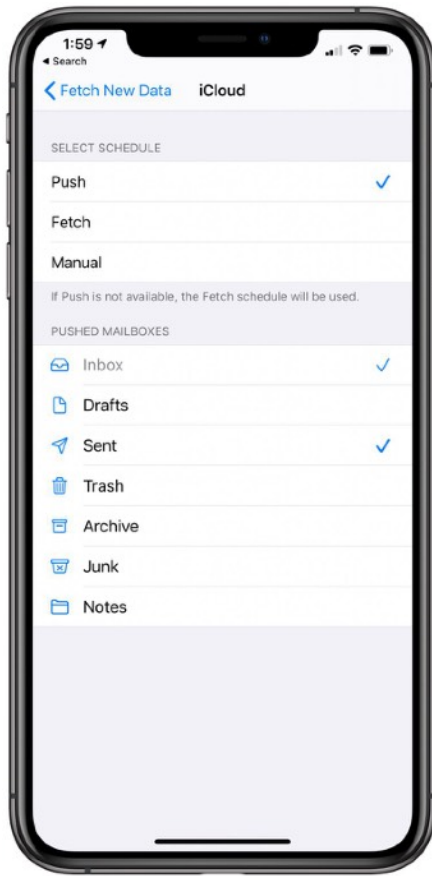 1:59
Search
Fetch New Data iCloud
SELECT SCHEDULE
Push
Fetch
Manual
If Push is not available, the Fetch schedule will be used.
PUSHED MAILBOXES
Inbox
Drafts
Sent
Trash
Archive
Junk
Notes